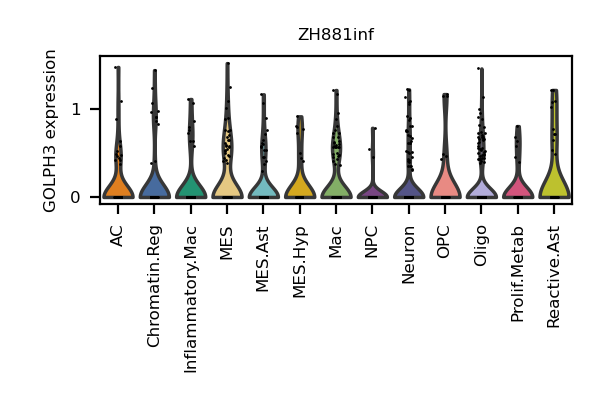 ZH881inf
GOLPH3 expression
1
0
AC
Chromatin.Reg
Inflammatory.Mac
MES
MES.Ast
MES.Hyp
Mac
NPC
Neuron
OPC
Oligo
Prolif.Metab
Reactive.Ast